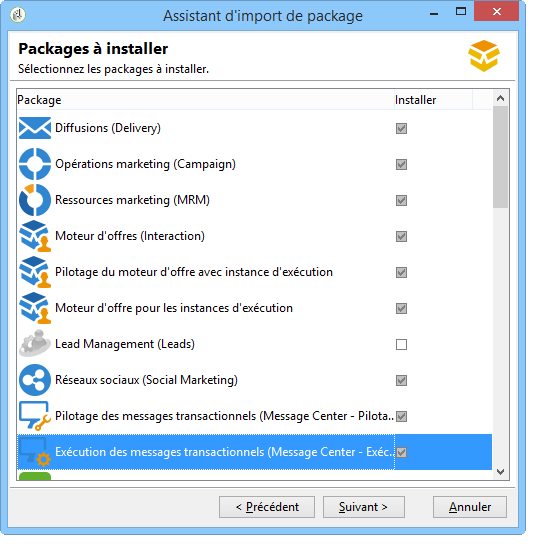 Assistant d'import de package
Packages à installer
Sélectionnez les packages à installer.
Package Installer
Diffusions (Delivery)
Opérations marketing (Campaign)
Ressources marketing (MRM)
Moteur d'offres (Interaction)
Pilotage du moteur d'offre avec instance d'exécution
Moteur d'offre pour les instances d'exécution
Lead Management (Leads)
Réseaux sociaux (Social Marketing)
Pilotage des messages transactionnels (Message Center - Pilota...
Exécution des messages transactionnels (Message Center - Exéc...
< Précédent Suivant > Annuler